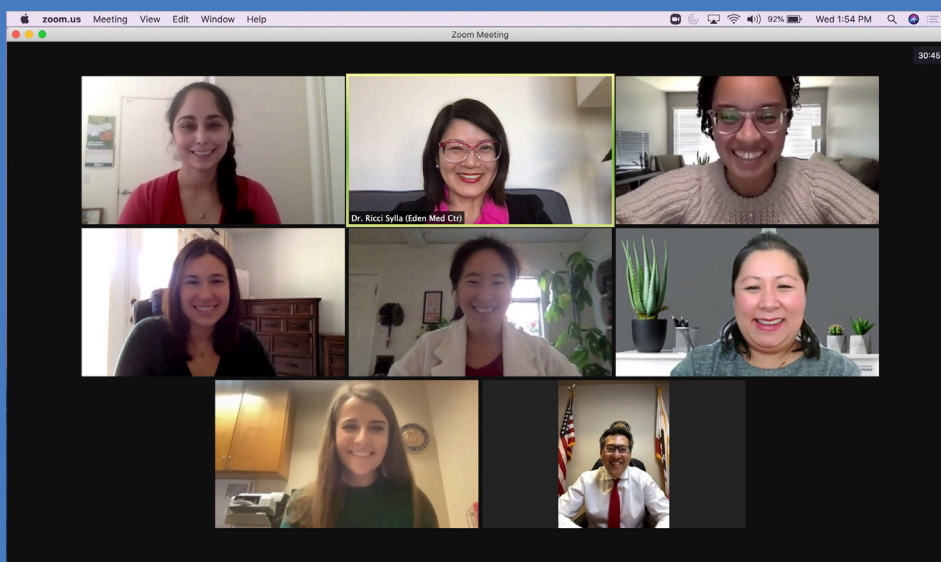 zoom.us Meeting View Edit Window Help
92% Wed 1:54 PM
Zoom Meeting
30:45
Dr. Ricci Sylla (Eden Med Ctr)